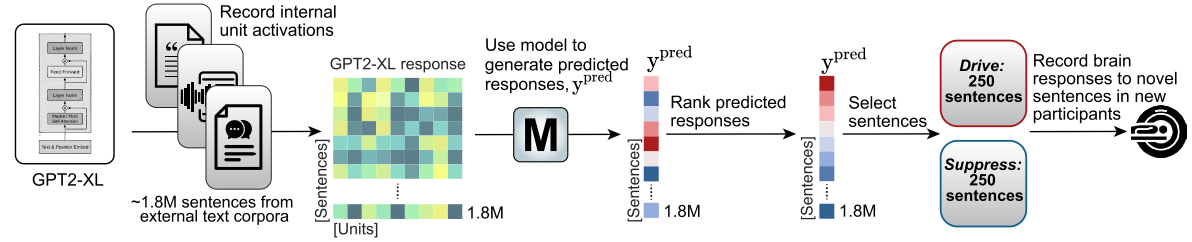 Layer Norm
Feed Forward
Layer Norm
Masked Multi
Self Attention
Text & Position Embed
GPT2-XL
Record internal
unit activations
~1.8M sentences from
external text corpora
GPT2-XL response
[Sentences]
1.8M
[Units]
Use model to
generate predicted
responses, y^pred
M
y^pred
[Sentences]
1.8M
Rank predicted
responses
y^pred
[Sentences]
1.8M
Select
sentences
Drive:
250
sentences
Suppress:
250
sentences
Record brain
responses to novel
sentences in new
participants